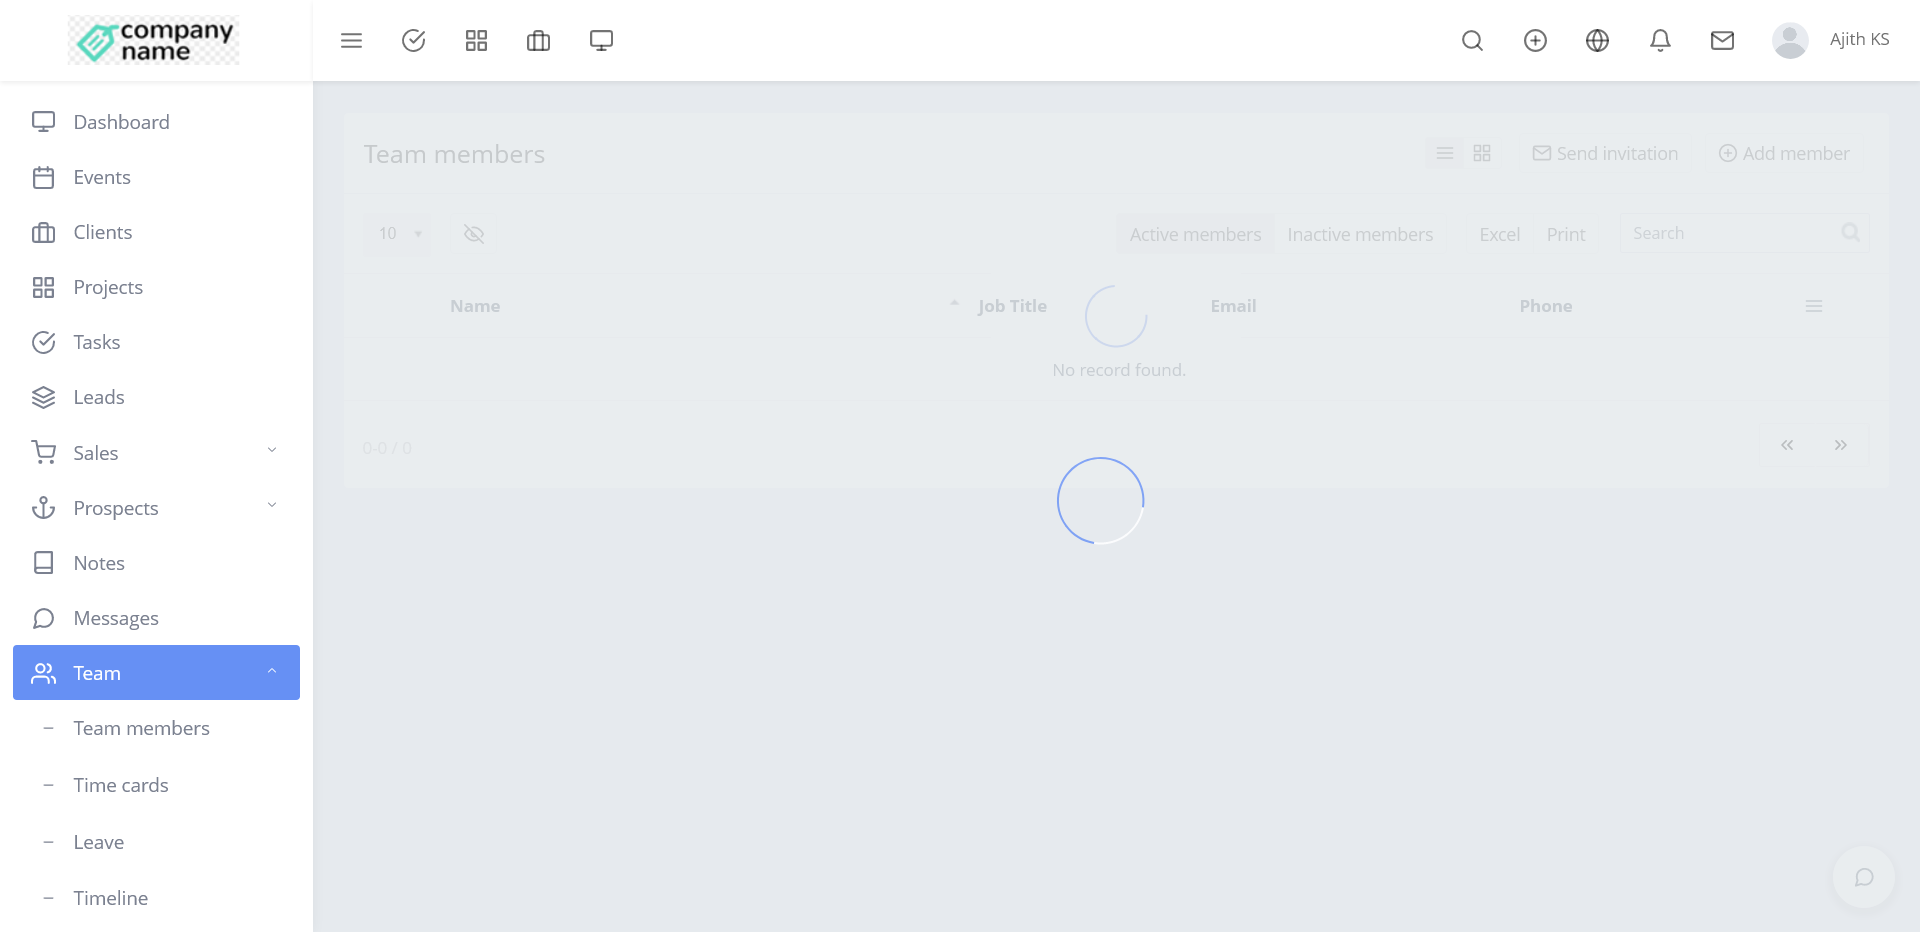 company
name
Ajith KS
Dashboard
Events
Clients
Projects
Tasks
Leads
Sales
Prospects
Notes
Messages
Team
Team members
Time cards
Leave
Timeline
Team members
Send invitation
Add member
10
Active members
Inactive members
Excel
Print
Search
Name
Job Title
Email
Phone
No record found.
0-0 / 0